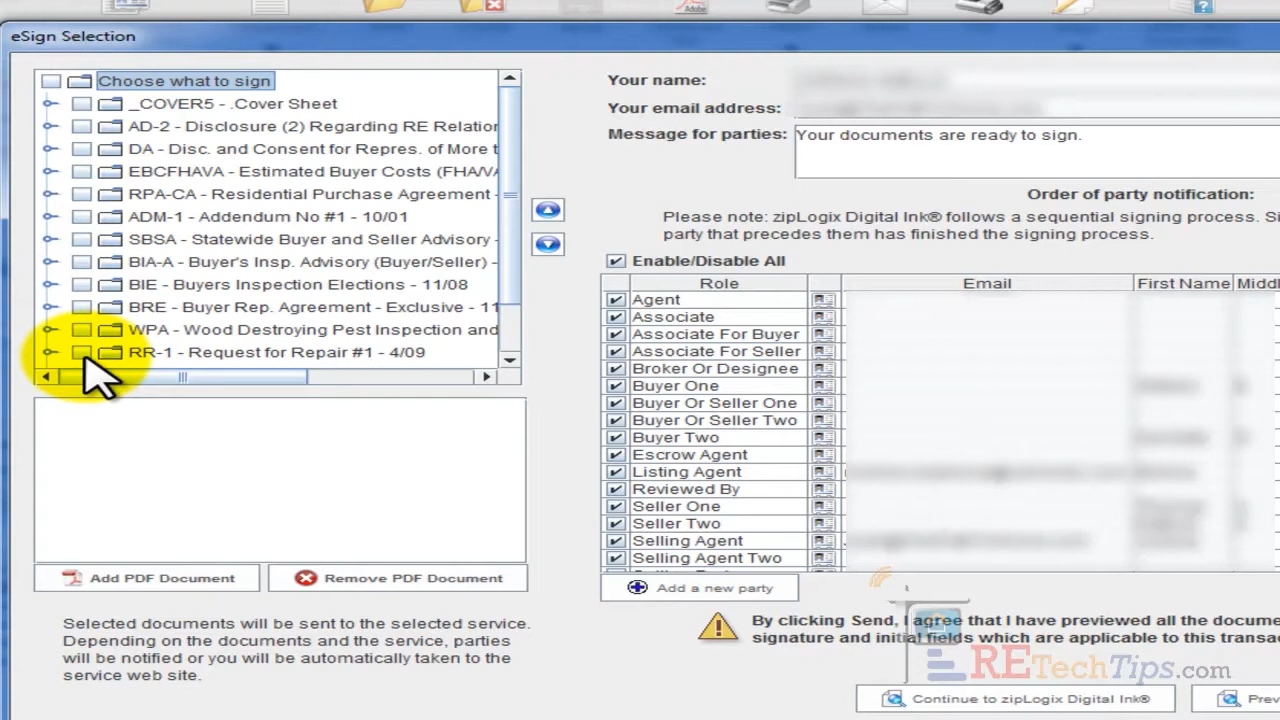 eSign Selection
Choose what to sign
_COVER5 - .Cover Sheet
AD-2 - Disclosure (2) Regarding RE Relation
DA - Disc. and Consent for Repres. of More t
EBCFHAVA - Estimated Buyer Costs (FHA/VA
RPA-CA - Residential Purchase Agreement -
ADM-1 - Addendum No #1 - 10/01
SBSA - Statewide Buyer and Seller Advisory -
BIA-A - Buyer's Insp. Advisory (Buyer/Seller) -
BIE - Buyers Inspection Elections - 11/08
BRE - Buyer Rep. Agreement - Exclusive - 11
WPA - Wood Destroying Pest Inspection and
RR-1 - Request for Repair #1 - 4/09
Add PDF Document
Remove PDF Document
Selected documents will be sent to the selected service.
Depending on the documents and the service, parties
will be notified or you will be automatically taken to the
service web site.
Your name:
Your email address:
Message for parties:
Your documents are ready to sign.
Order of party notification:
Please note: zipLogix Digital Ink® follows a sequential signing process. Si
party that precedes them has finished the signing process.
Enable/Disable All
Role Email First Name Middl
Agent
Associate
Associate For Buyer
Associate For Seller
Broker Or Designee
Buyer One
Buyer Or Seller One
Buyer Or Seller Two
Buyer Two
Escrow Agent
Listing Agent
Reviewed By
Seller One
Seller Two
Selling Agent
Selling Agent Two
Add a new party
By clicking Send, I agree that I have previewed all the docume
signature and initial fields which are applicable to this transa
RETechTips.com
Continue to zipLogix Digital Ink®
Prev